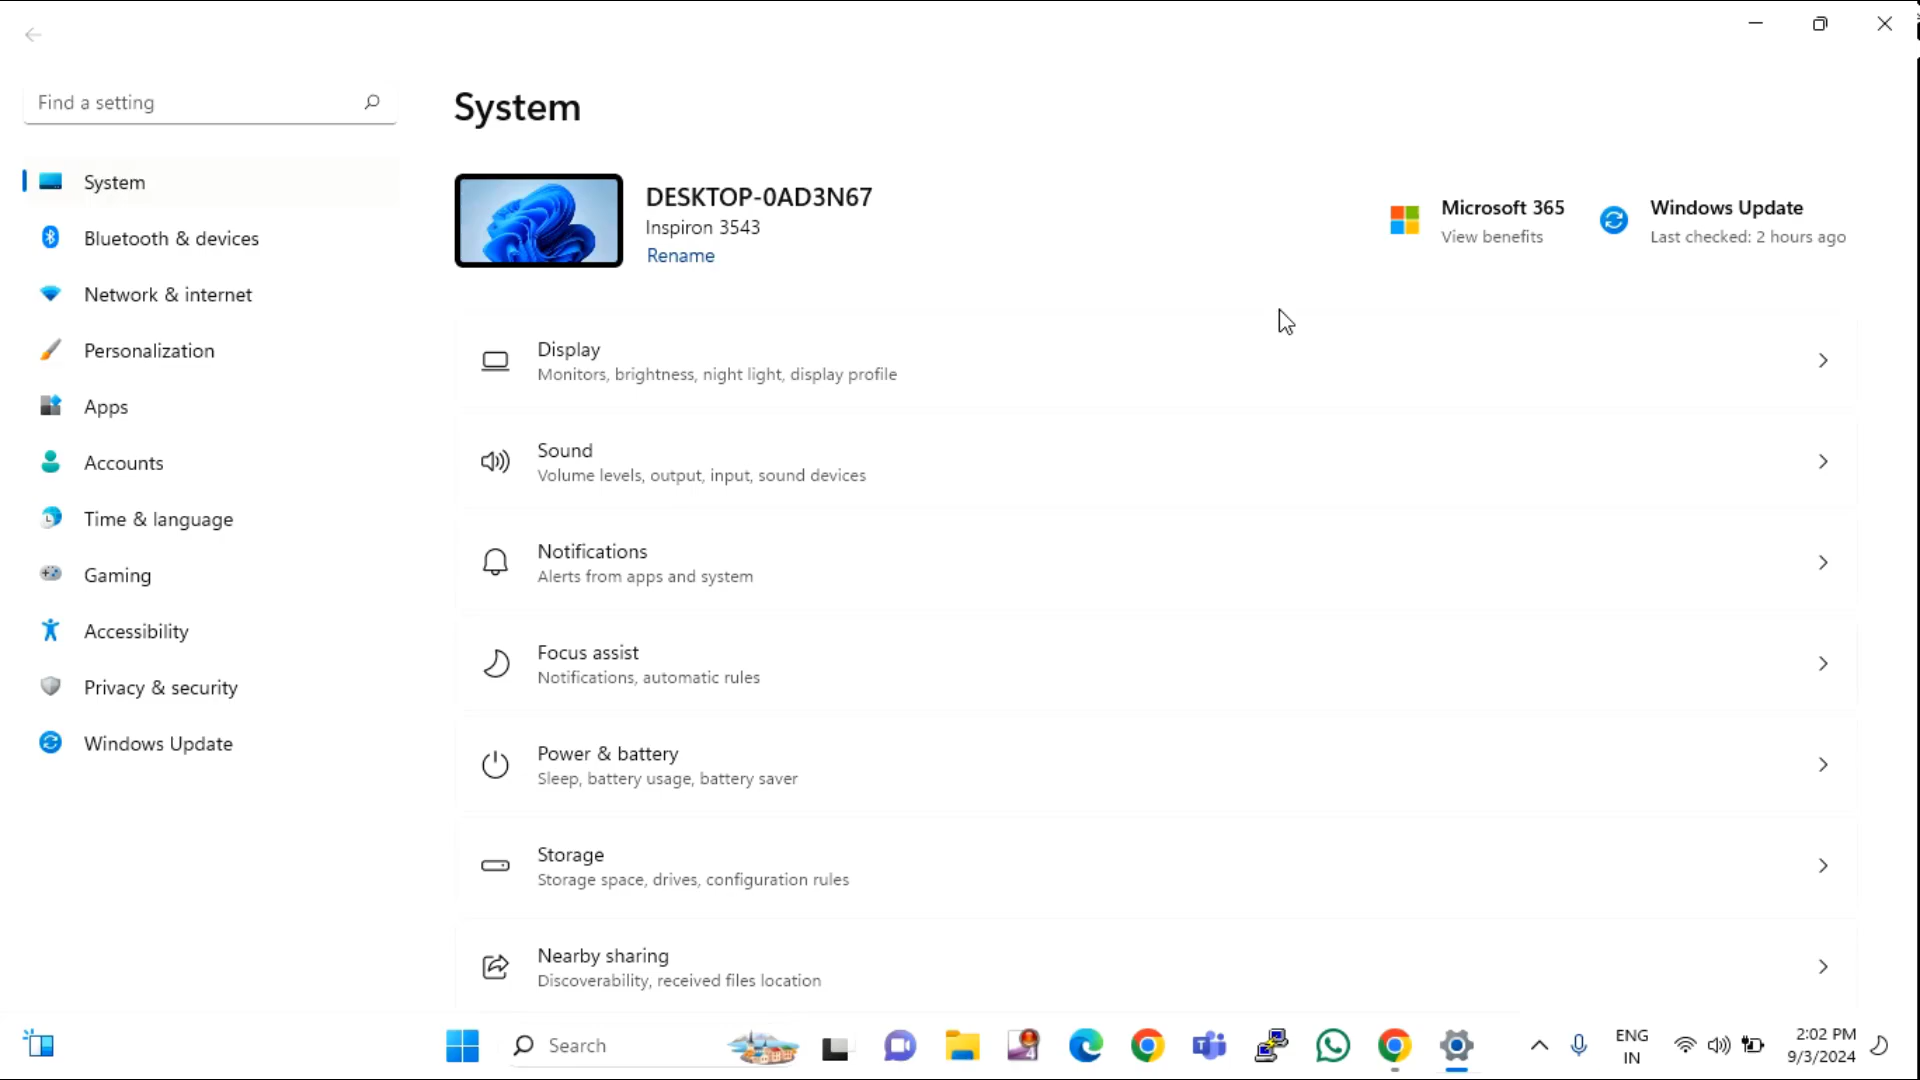 Find a setting
System
Bluetooth & devices
Network & internet
Personalization
Apps
Accounts
Time & language
Gaming
Accessibility
Privacy & security
Windows Update
System
DESKTOP-0AD3N67
Inspiron 3543
Rename
Microsoft 365
View benefits
Windows Update
Last checked: 2 hours ago
Display
Monitors, brightness, night light, display profile
Sound
Volume levels, output, input, sound devices
Notifications
Alerts from apps and system
Focus assist
Notifications, automatic rules
Power & battery
Sleep, battery usage, battery saver
Storage
Storage space, drives, configuration rules
Nearby sharing
Discoverability, received files location
Search
ENG
IN
2:02 PM
9/3/2024